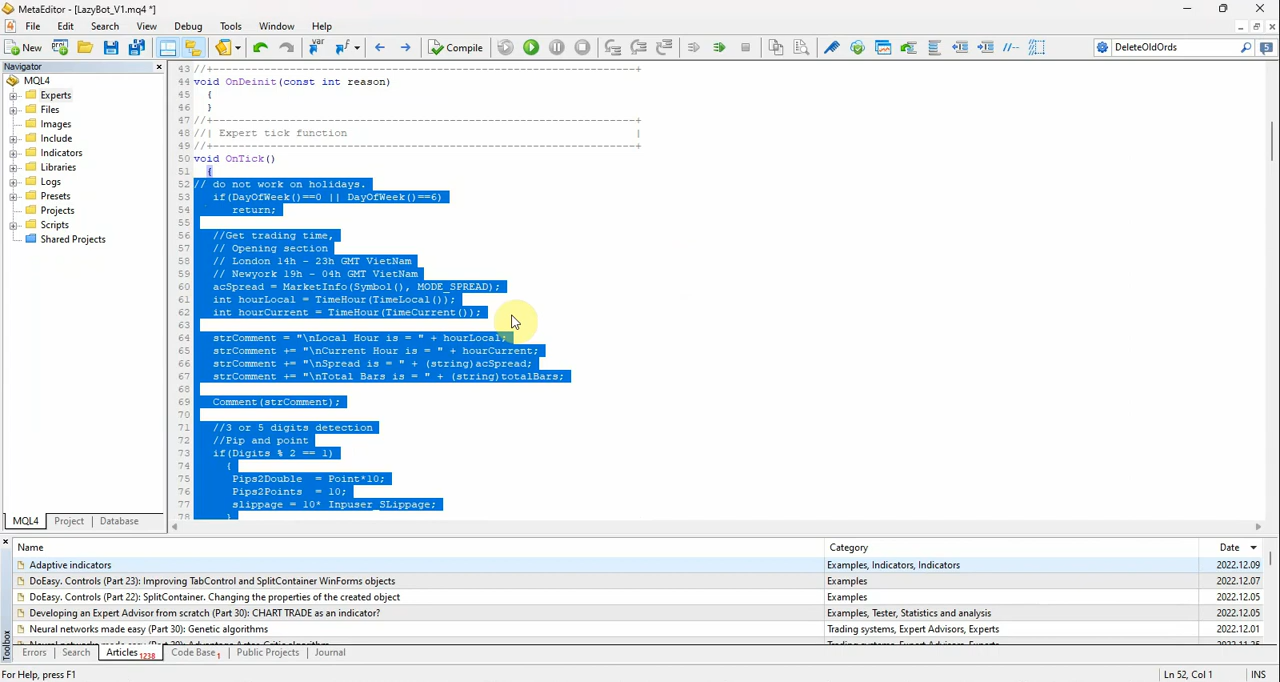 MetaEditor - [LazyBot_V1.mq4 *]
File Edit Search View Debug Tools Window Help
New Compile DeleteOldOrds 5
Navigator
MQL4
Experts
Files
Images
Include
Indicators
Libraries
Logs
Presets
Projects
Scripts
Shared Projects
MQL4 Project Database
43 //+------------------------------------------------------------------+
44 void OnDeinit(const int reason)
45 {
46 }
47 //+------------------------------------------------------------------+
48 //| Expert tick function |
49 //+------------------------------------------------------------------+
50 void OnTick()
51 {
52 // do not work on holidays.
53 if(DayOfWeek()==0 || DayOfWeek()==6)
54 return;
55
56 //Get trading time,
57 // Opening section
58 // London 14h - 23h GMT VietNam
59 // Newyork 19h - 04h GMT VietNam
60 acSpread = MarketInfo(Symbol(), MODE_SPREAD);
61 int hourLocal = TimeHour(TimeLocal());
62 int hourCurrent = TimeHour(TimeCurrent());
63
64 strComment = "\nLocal Hour is = " + hourLocal;
65 strComment += "\nCurrent Hour is = " + hourCurrent;
66 strComment += "\nSpread is = " + (string)acSpread;
67 strComment += "\nTotal Bars is = " + (string)totalBars;
68
69 Comment(strComment);
70
71 //3 or 5 digits detection
72 //Pip and point
73 if(Digits % 2 == 1)
74 {
75 Pips2Double = Point*10;
76 Pips2Points = 10;
77 slippage = 10* Inpuser_SLippage;
78 }
Name Category Date
Adaptive indicators Examples, Indicators, Indicators 2022.12.09
DoEasy. Controls (Part 23): Improving TabControl and SplitContainer WinForms objects Examples 2022.12.07
DoEasy. Controls (Part 22): SplitContainer. Changing the properties of the created object Examples 2022.12.05
Developing an Expert Advisor from scratch (Part 30): CHART TRADE as an indicator? Examples, Tester, Statistics and analysis 2022.12.05
Neural networks made easy (Part 30): Genetic algorithms Trading systems, Expert Advisors, Experts 2022.12.01
Toolbox
Errors Search Articles 1238 Code Base 1 Public Projects Journal
For Help, press F1 Ln 52, Col 1 INS